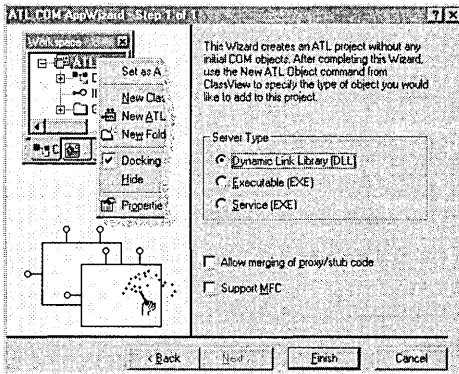 ATL COM AppWizard - Step 1 of 1
Workspace
ATL
Set as A
New Clas
New ATL
New Fold
Docking
Hide
Propertie
This Wizard creates an ATL project without any
initial COM objects. After completing this Wizard,
use the New ATL Object command from
ClassView to specify the type of object you would
like to add to this project.
Server Type
Dynamic Link Library (DLL)
Executable (EXE)
Service (EXE)
Allow merging of proxy/stub code
Support MFC
< Back
Next
Finish
Cancel